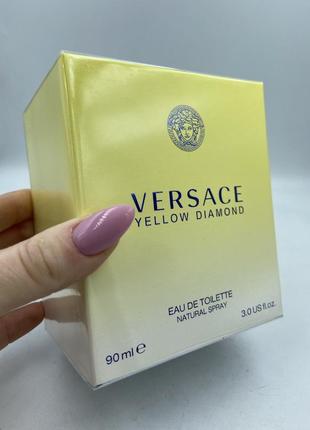 VERSACE
YELLOW DIAMOND
EAU DE TOILETTE
NATURAL SPRAY
90 ml ℮
3.0 US fl.oz.